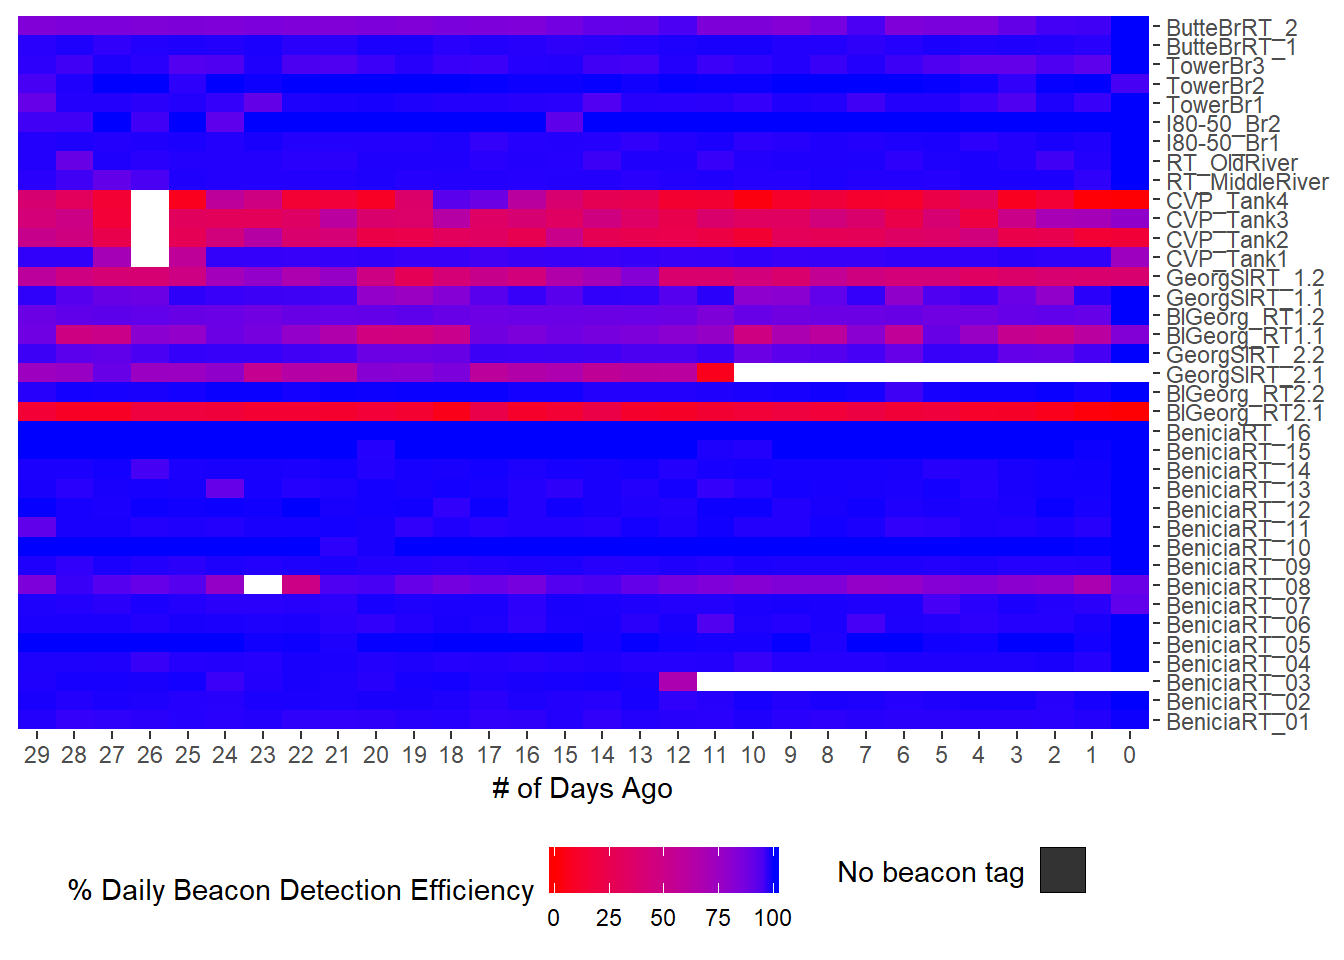 ButteBrRT_2
ButteBrRT_1
TowerBr3
TowerBr2
TowerBr1
I80-50_Br2
I80-50_Br1
RT_OldRiver
RT_MiddleRiver
CVP_Tank4
CVP_Tank3
CVP_Tank2
CVP_Tank1
GeorgSlRT_1.2
GeorgSlRT_1.1
BlGeorg_RT1.2
BlGeorg_RT1.1
GeorgSlRT_2.2
GeorgSlRT_2.1
BlGeorg_RT2.2
BlGeorg_RT2.1
BeniciaRT_16
BeniciaRT_15
BeniciaRT_14
BeniciaRT_13
BeniciaRT_12
BeniciaRT_11
BeniciaRT_10
BeniciaRT_09
BeniciaRT_08
BeniciaRT_07
BeniciaRT_06
BeniciaRT_05
BeniciaRT_04
BeniciaRT_03
BeniciaRT_02
BeniciaRT_01
29 28 27 26 25 24 23 22 21 20 19 18 17 16 15 14 13 12 11 10 9 8 7 6 5 4 3 2 1 0
# of Days Ago
% Daily Beacon Detection Efficiency
0 25 50 75 100
No beacon tag